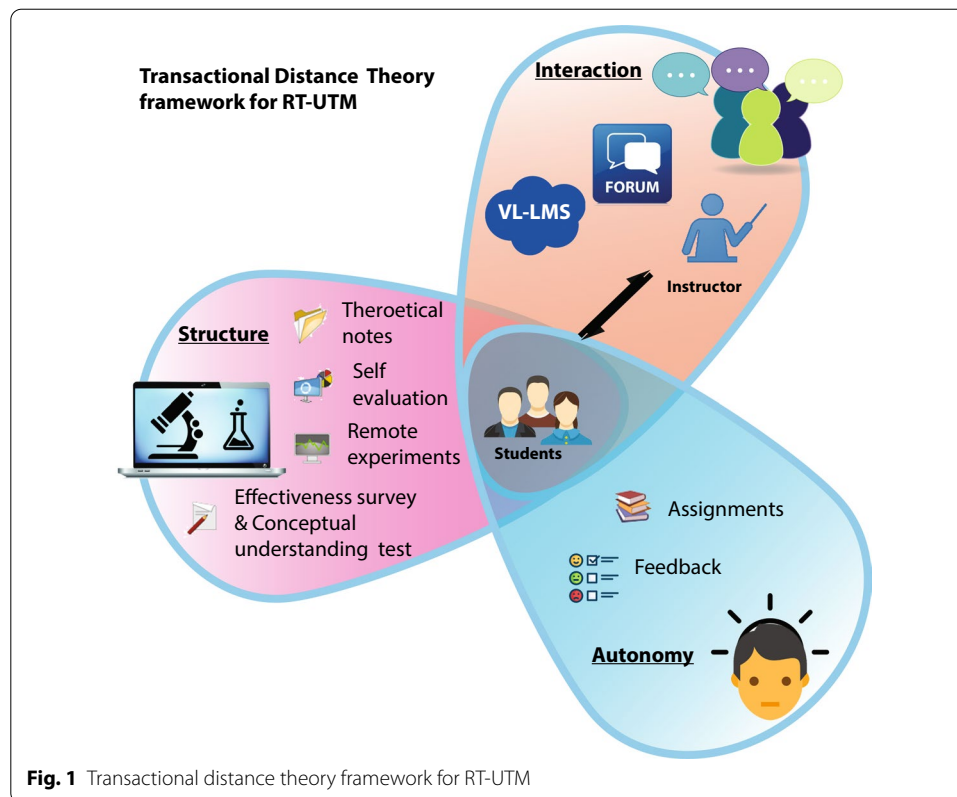 Transactional Distance Theory
framework for RT-UTM
Interaction
FORUM
VL-LMS
Instructor
Structure
Theroetical
notes
Self
evaluation
Remote
experiments
Effectiveness survey
& Conceptual
understanding test
Students
Assignments
Feedback
Autonomy
Fig. 1 Transactional distance theory framework for RT-UTM